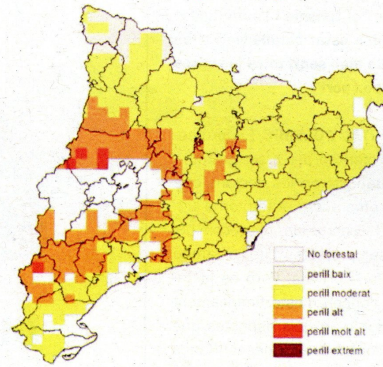 No forestal
perill baix
perill moderat
perill alt
perill molt alt
perill extrem